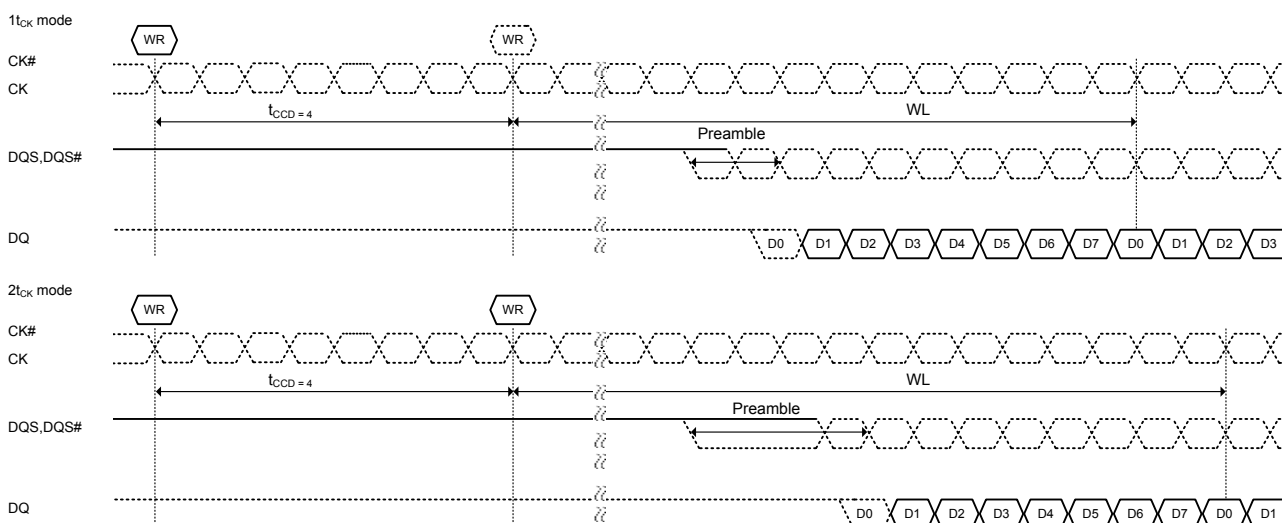 1tCK mode
WR WR
CK#
CK
tCCD = 4 WL
Preamble
DQS,DQS#
DQ D0 D1 D2 D3 D4 D5 D6 D7 D0 D1 D2 D3
2tCK mode
WR WR
CK#
CK
tCCD = 4 WL
Preamble
DQS,DQS#
DQ D0 D1 D2 D3 D4 D5 D6 D7 D0 D1